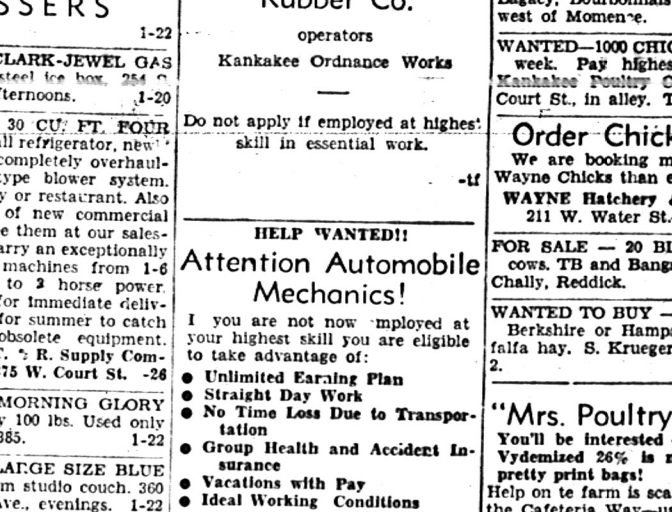 SSERS
1-22
CLARK-JEWEL GAS
steel ice box, 254
ternoons. 1-20
30 CU. FT. FOUR
ll refrigerator, new
completely overhaul-
type blower system.
y or restaurant. Also
of new commercial
e them at our sales-
arry an exceptionally
machines from 1-6
to 3 horse power.
for immediate deliv-
for summer to catch
obsolete equipment.
R. Supply Com-
75 W. Court St. -26
MORNING GLORY
y 100 lbs. Used only
385. 1-22
LARGE SIZE BLUE
m studio couch. 360
ve., evenings. 1-22
Rubber Co.
operators
Kankakee Ordnance Works
Do not apply if employed at highest
skill in essential work.
-tf
HELP WANTED!!
Attention Automobile
Mechanics!
I you are not now mployed at
your highest skill you are eligible
to take advantage of:
● Unlimited Earning Plan
● Straight Day Work
● No Time Loss Due to Transpor-
tation
● Group Health and Accident In-
surance
● Vacations with Pay
● Ideal Working Conditions
west of Momence.
WANTED—1000 CHIC
week. Pay highes
Kankakee Poultry C
Court St., in alley. T
Order Chick
We are booking m
Wayne Chicks than e
WAYNE Hatchery
211 W. Water St.
FOR SALE — 20 BL
cows. TB and Bang
Chally, Reddick.
WANTED TO BUY —
Berkshire or Hamp
falfa hay. S. Krueger
2.
"Mrs. Poultry
You'll be interested
Vydemized 26% is n
pretty print bags!
Help on te farm is sca
the Cafeteria Way—